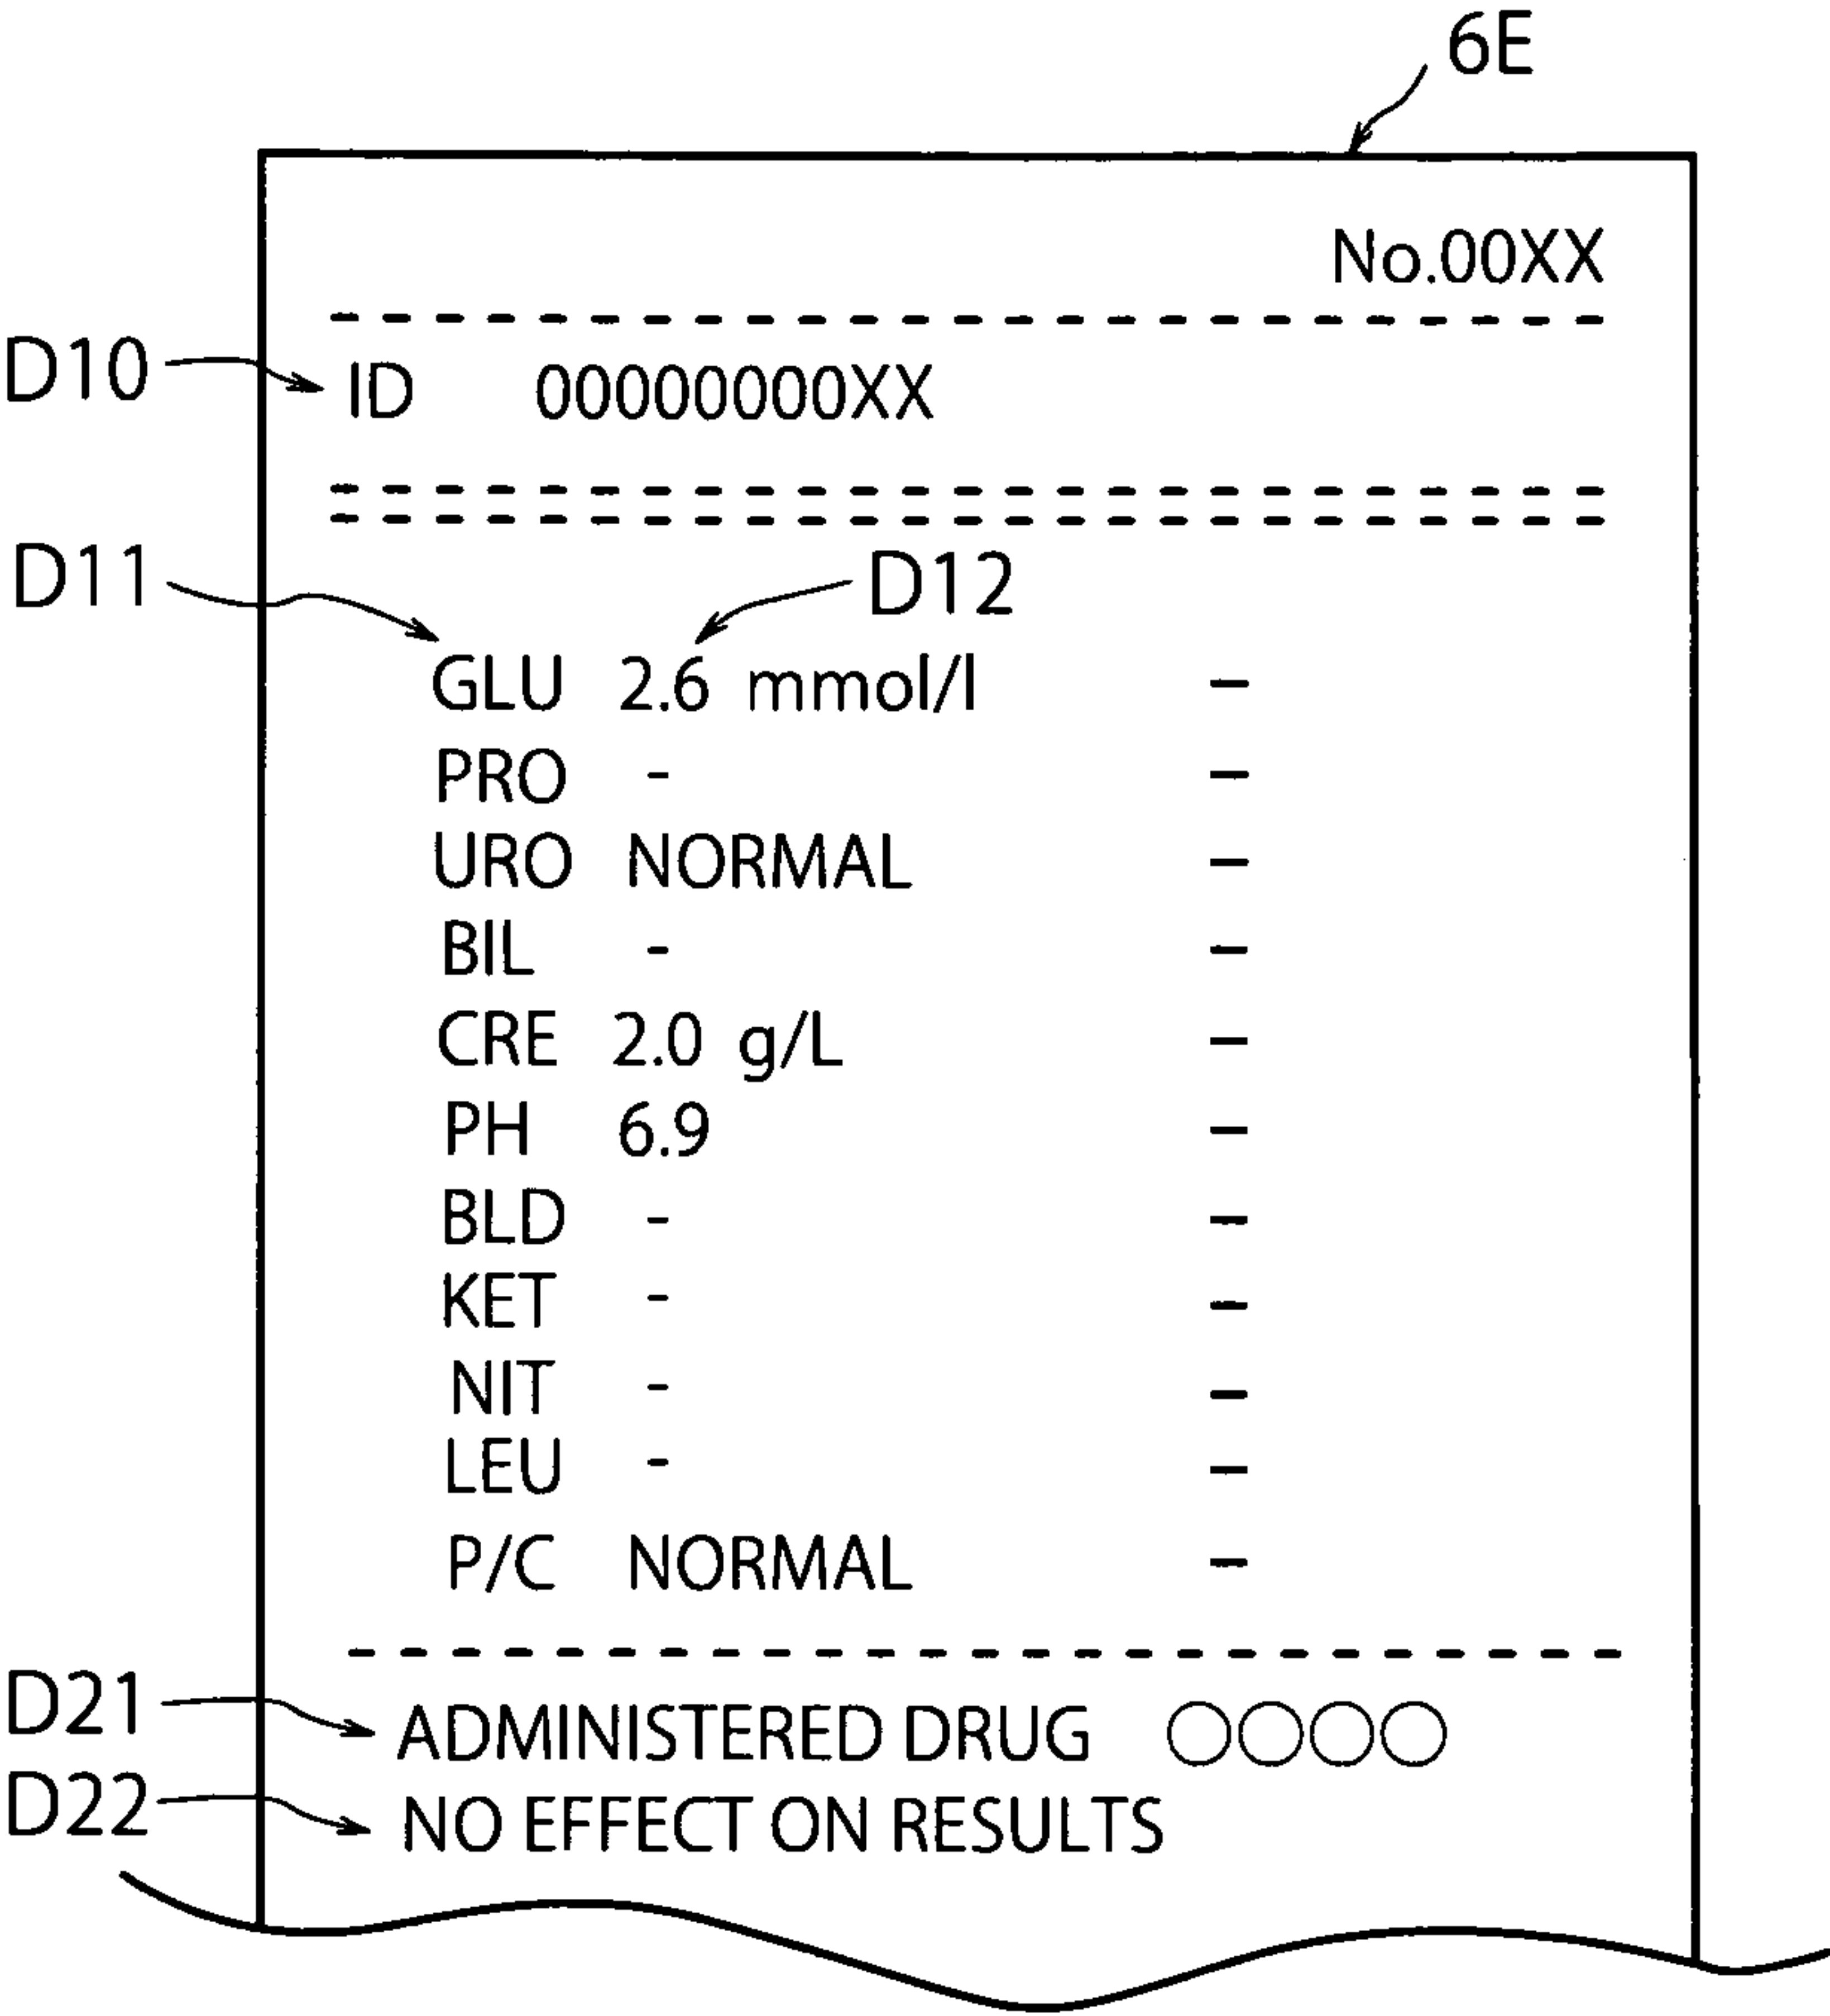 6E
No.00XX
D10 ID 00000000XX
D11 D12
GLU 2.6 mmol/l -
PRO - -
URO NORMAL -
BIL - -
CRE 2.0 g/L -
PH 6.9 -
BLD - -
KET - -
NIT - -
LEU - -
P/C NORMAL -
D21 ADMINISTERED DRUG ○○○○
D22 NO EFFECT ON RESULTS